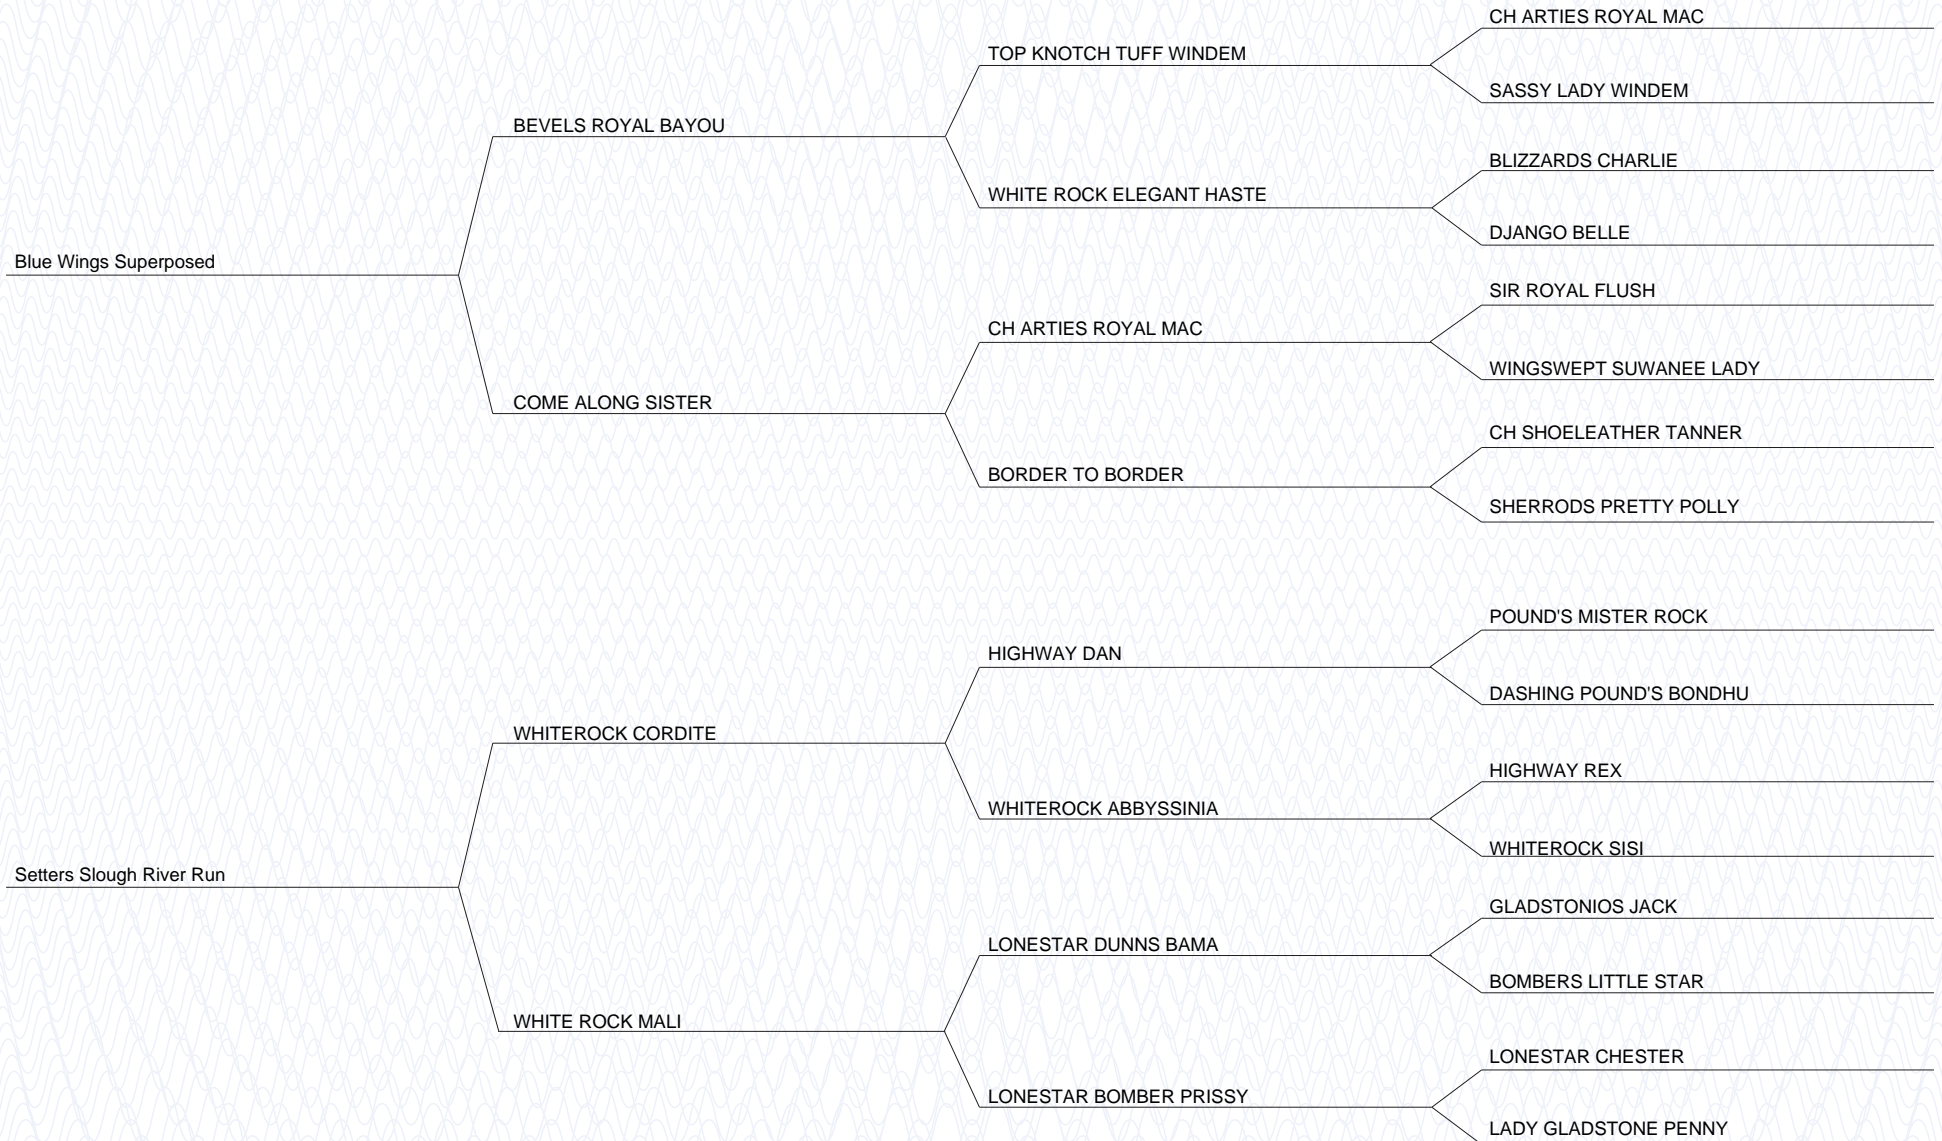 CH ARTIES ROYAL MAC
TOP KNOTCH TUFF WINDEM
SASSY LADY WINDEM
BEVELS ROYAL BAYOU
BLIZZARDS CHARLIE
WHITE ROCK ELEGANT HASTE
DJANGO BELLE
Blue Wings Superposed
SIR ROYAL FLUSH
CH ARTIES ROYAL MAC
WINGSWEPT SUWANEE LADY
COME ALONG SISTER
CH SHOELEATHER TANNER
BORDER TO BORDER
SHERRODS PRETTY POLLY
POUND'S MISTER ROCK
HIGHWAY DAN
DASHING POUND'S BONDHU
WHITEROCK CORDITE
HIGHWAY REX
WHITEROCK ABBYSSINIA
WHITEROCK SISI
Setters Slough River Run
GLADSTONIOS JACK
LONESTAR DUNNS BAMA
BOMBERS LITTLE STAR
WHITE ROCK MALI
LONESTAR CHESTER
LONESTAR BOMBER PRISSY
LADY GLADSTONE PENNY